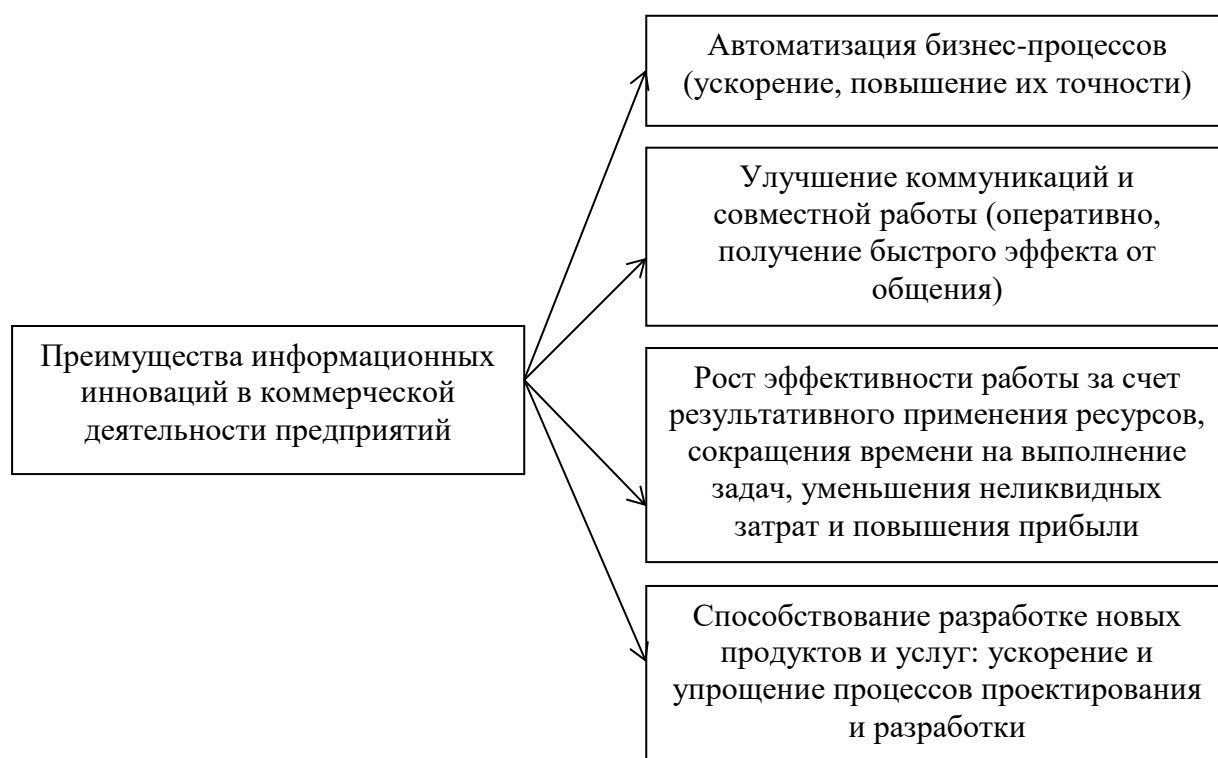 Автоматизация бизнес-процессов
(ускорение, повышение их точности)
Улучшение коммуникаций и
совместной работы (оперативно,
получение быстрого эффекта от
общения)
Преимущества информационных
инноваций в коммерческой
деятельности предприятий
Рост эффективности работы за счет
результативного применения ресурсов,
сокращения времени на выполнение
задач, уменьшения неликвидных
затрат и повышения прибыли
Способствование разработке новых
продуктов и услуг: ускорение и
упрощение процессов проектирования
и разработки